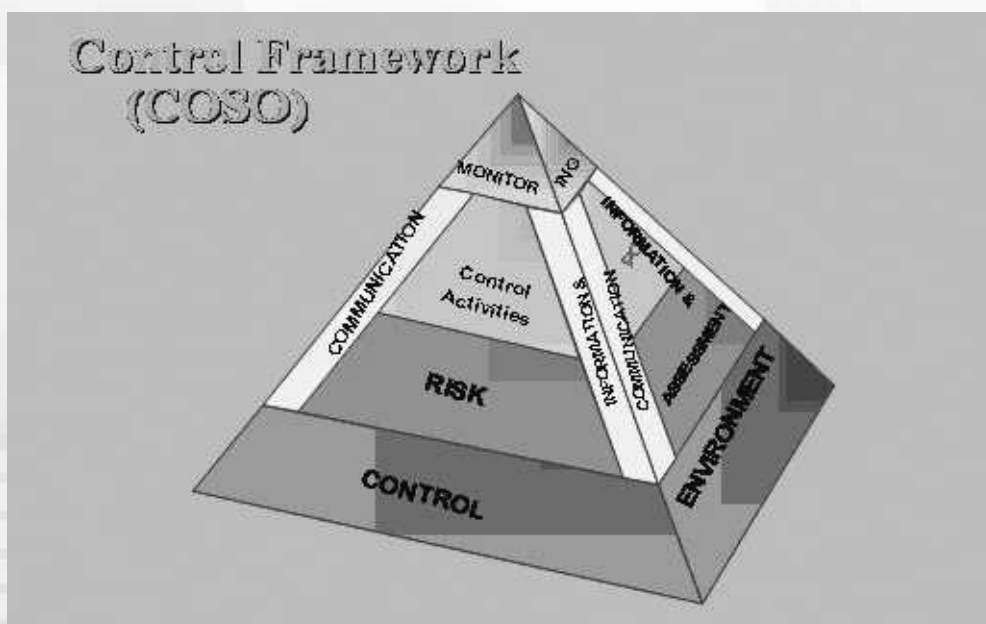 Control Framework
(COSO)
MONITOR
ING
COMMUNICATION
INFORMATION &
COMMUNICATION
INFORMATION &
Control
Activities
RISK
ASSESSMENT
CONTROL
ENVIRONMENT